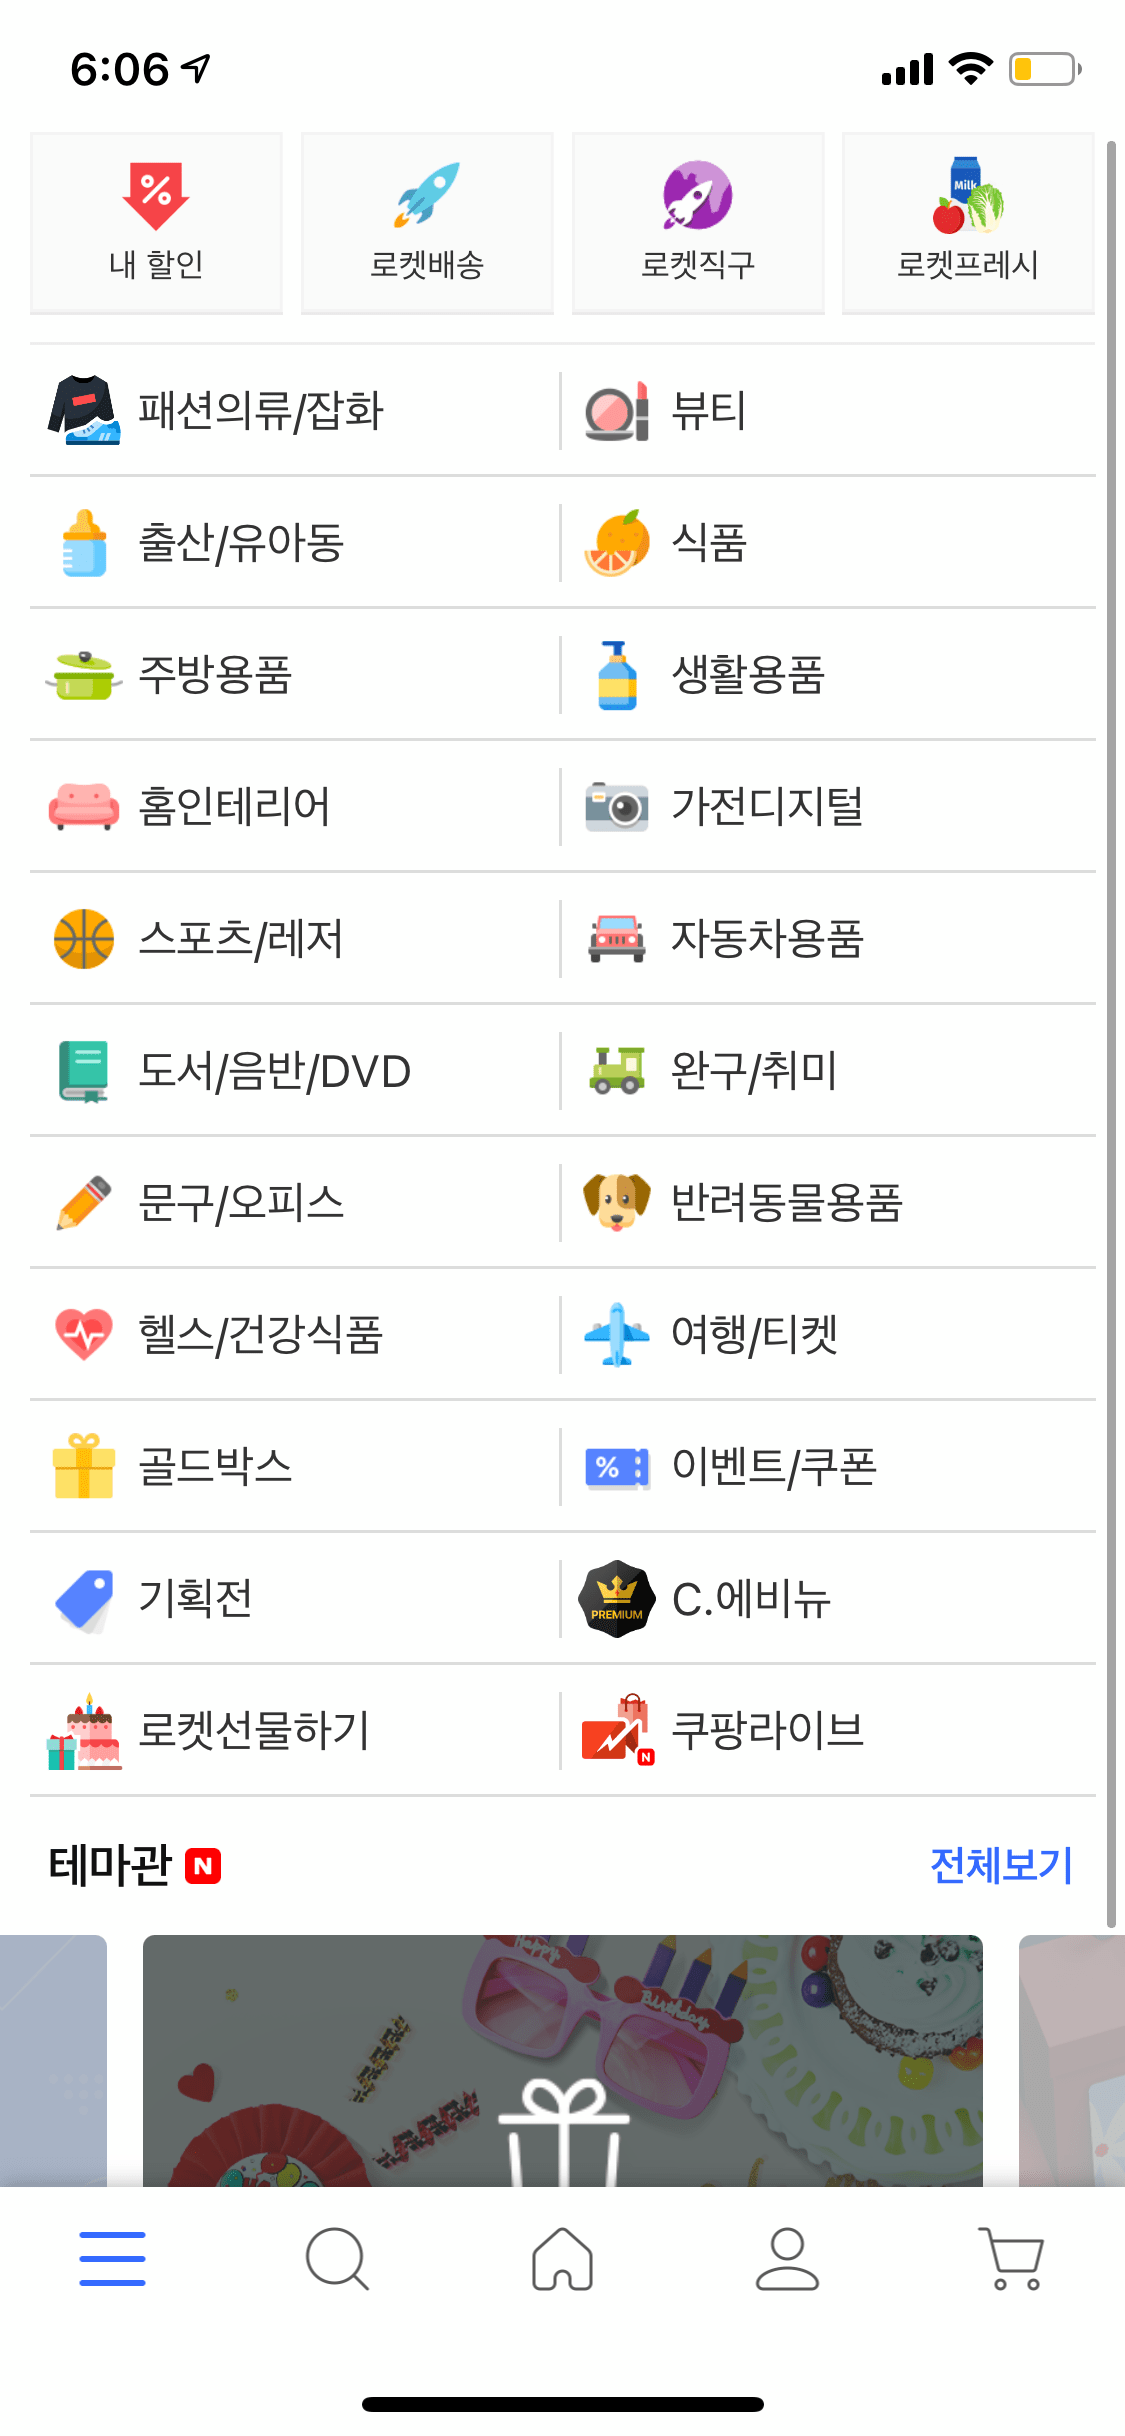 6:06
%
Milk
내 할인
로켓배송
로켓직구
로켓프레시
패션의류/잡화
뷰티
출산/유아동
식품
주방용품
생활용품
홈인테리어
가전디지털
스포츠/레저
자동차용품
도서/음반/DVD
완구/취미
문구/오피스
반려동물용품
헬스/건강식품
여행/티켓
골드박스
%
이벤트/쿠폰
기획전
PREMIUM
C.에비뉴
로켓선물하기
N
쿠팡라이브
테마관 N
전체보기
Happy
Birthday